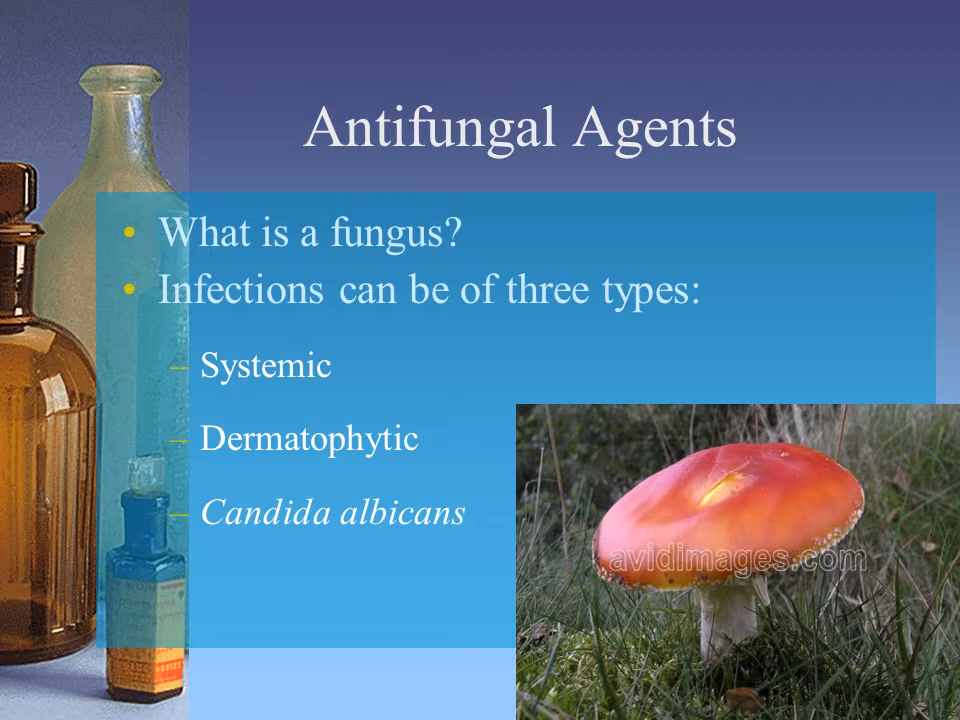 Antifungal Agents
• What is a fungus?
• Infections can be of three types:
– Systemic
– Dermatophytic
– Candida albicans
avidimages.com